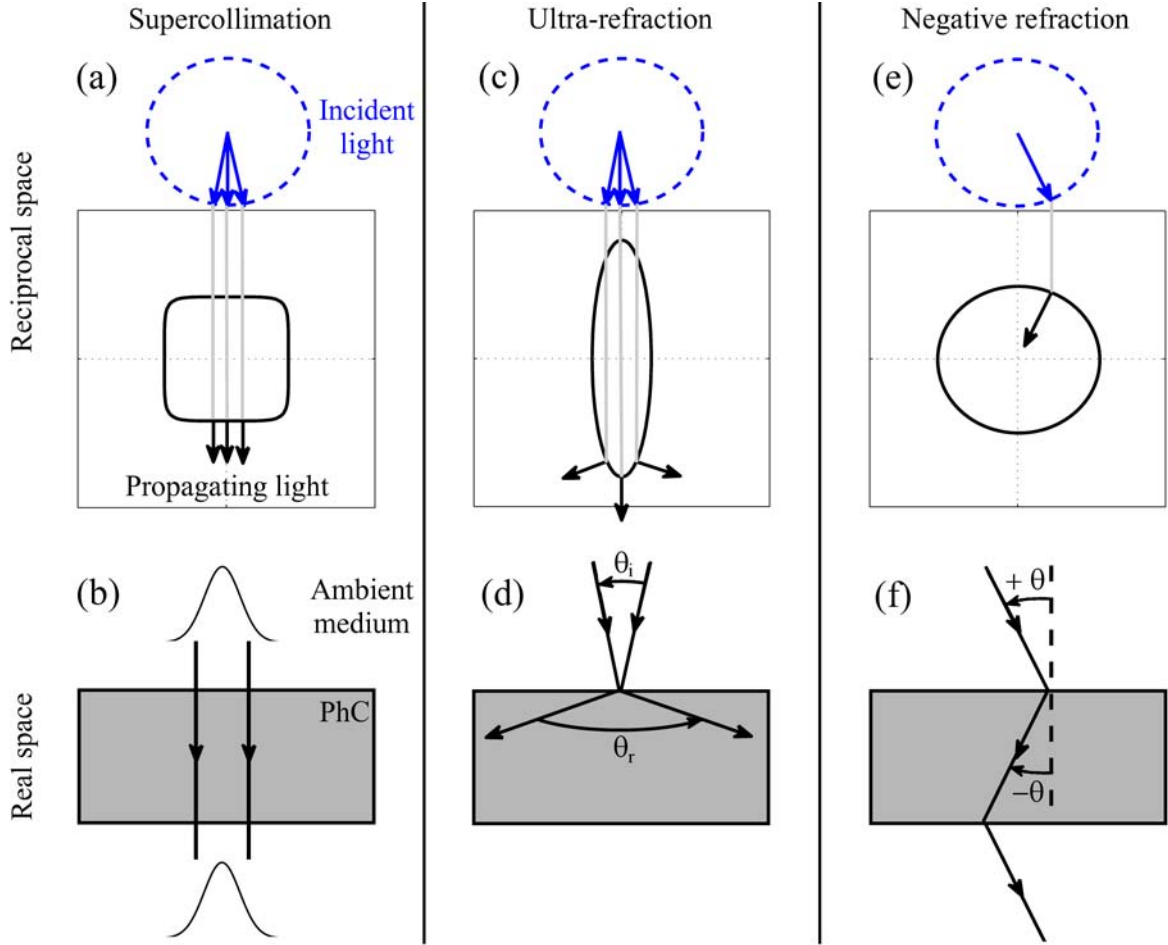 Supercollimation
Ultra-refraction
Negative refraction
Reciprocal space
(a)
Incident
light
Propagating light
(c)
(e)
Real space
(b)
Ambient
medium
PhC
(d)
θi
θr
(f)
+ θ
−θ